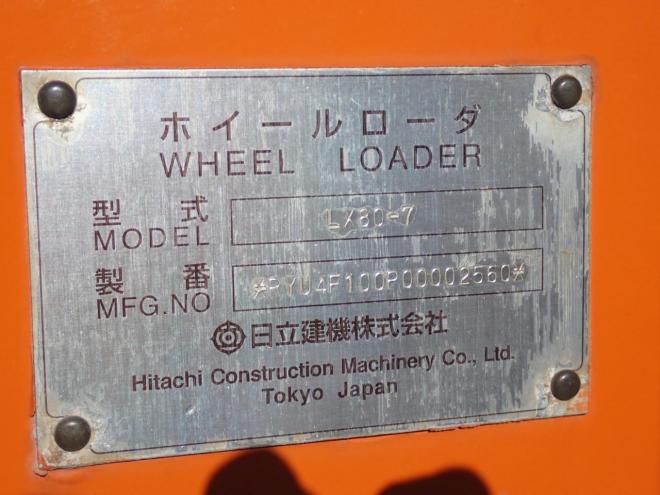 ホイールローダ
WHEEL LOADER
型式 LX80-7
MODEL
製番 *RYU4F100P00002560*
MFG.NO
日立建機株式会社
Hitachi Construction Machinery Co., Ltd.
Tokyo Japan